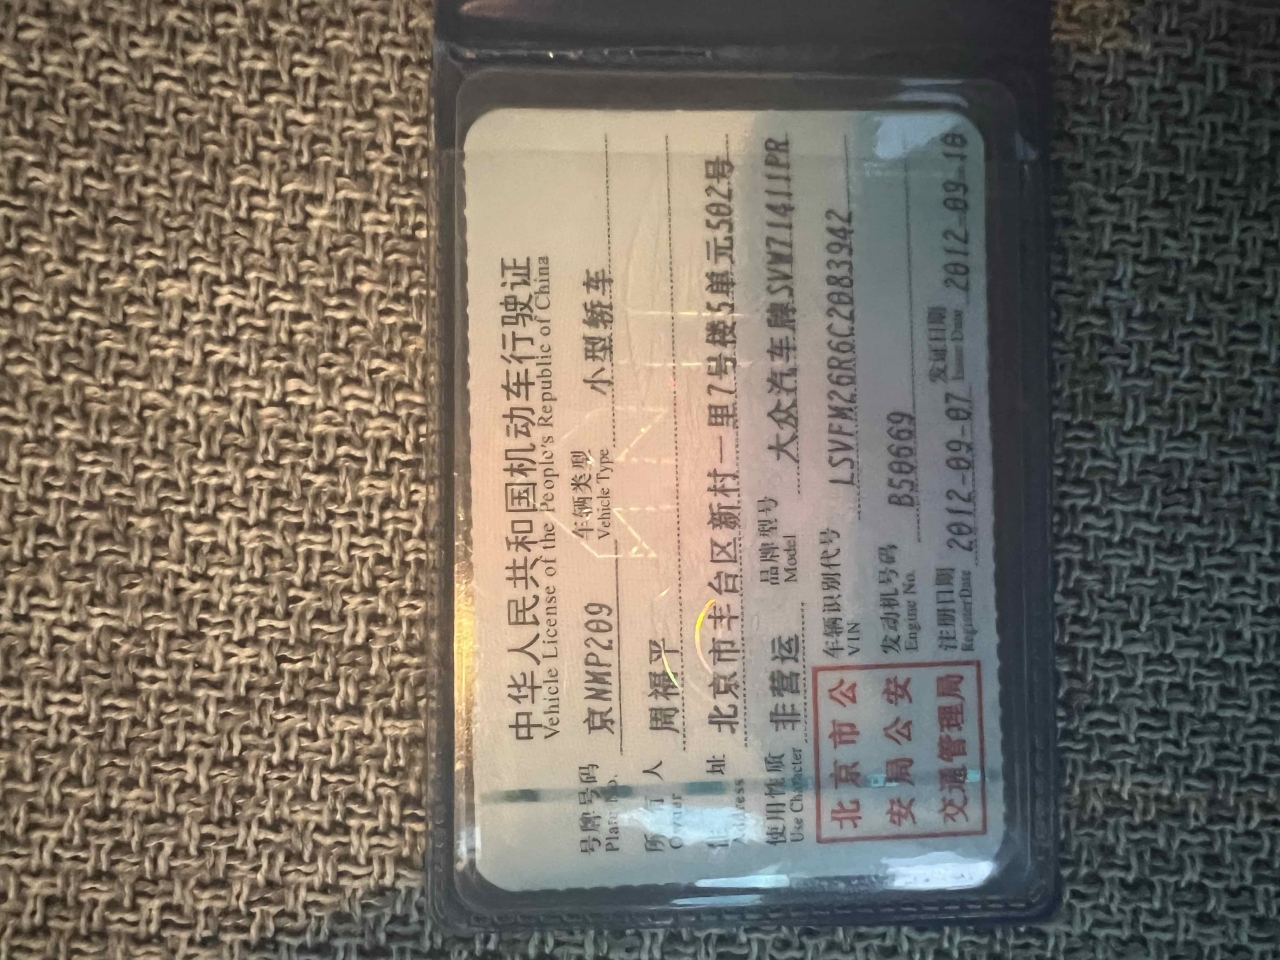 中华人民共和国机动车行驶证
Vehicle License of the People's Republic of China
号牌号码 京NMP209 车辆类型 小型轿车
Plate No. Vehicle Type
所有人 周福平
Owner
住址 北京市丰台区新村一里7号楼5单元502号
Address
使用性质 非营运 品牌型号 大众汽车牌SVW71411PR
Use Character Model
北京市公
安局公安
交通管理局
车辆识别代号 LSVFM26R6C2083942
VIN
发动机号码 B50669
Engine No.
注册日期 2012-09-07 发证日期 2012-09-10
RegisterDate Issue Date